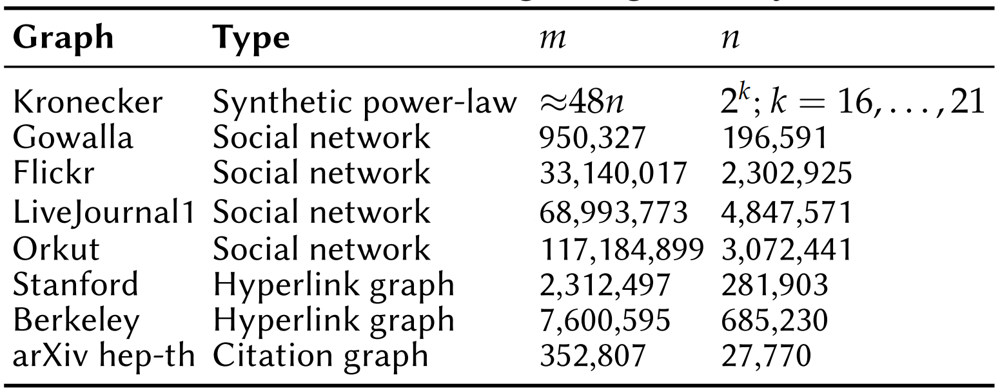 Graph Type m n
Kronecker Synthetic power-law ≈48n 2^k; k = 16,...,21
Gowalla Social network 950,327 196,591
Flickr Social network 33,140,017 2,302,925
LiveJournal1 Social network 68,993,773 4,847,571
Orkut Social network 117,184,899 3,072,441
Stanford Hyperlink graph 2,312,497 281,903
Berkeley Hyperlink graph 7,600,595 685,230
arXiv hep-th Citation graph 352,807 27,770